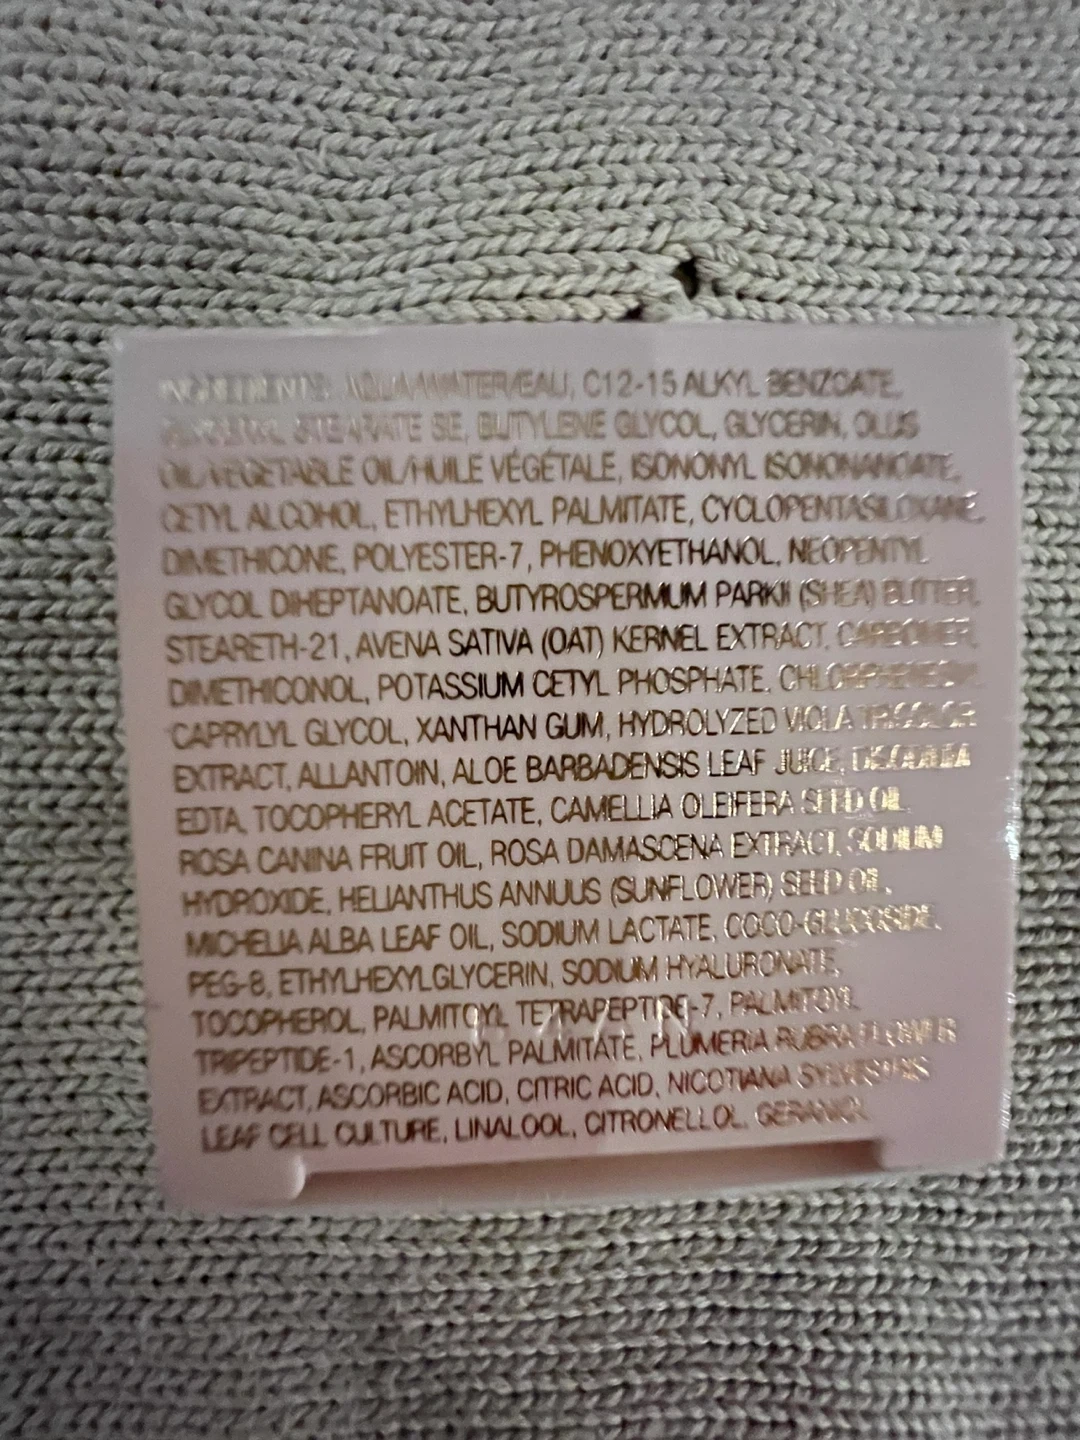 INGREDIENTS: AQUA/WATER/EAU, C12-15 ALKYL BENZOATE,
GLYCERYL STEARATE SE, BUTYLENE GLYCOL, GLYCERIN, OLUS
OIL/VEGETABLE OIL/HUILE VÉGÉTALE, ISONONYL ISONONANOATE,
CETYL ALCOHOL, ETHYLHEXYL PALMITATE, CYCLOPENTASILOXANE,
DIMETHICONE, POLYESTER-7, PHENOXYETHANOL, NEOPENTYL
GLYCOL DIHEPTANOATE, BUTYROSPERMUM PARKII (SHEA) BUTTER,
STEARETH-21, AVENA SATIVA (OAT) KERNEL EXTRACT, CARBOMER,
DIMETHICONOL, POTASSIUM CETYL PHOSPHATE, CHLORPHENESIN,
CAPRYLYL GLYCOL, XANTHAN GUM, HYDROLYZED VIOLA TRICOLOR
EXTRACT, ALLANTOIN, ALOE BARBADENSIS LEAF JUICE, DISODIUM
EDTA, TOCOPHERYL ACETATE, CAMELLIA OLEIFERA SEED OIL,
ROSA CANINA FRUIT OIL, ROSA DAMASCENA EXTRACT, SODIUM
HYDROXIDE, HELIANTHUS ANNUUS (SUNFLOWER) SEED OIL,
MICHELIA ALBA LEAF OIL, SODIUM LACTATE, COCO-GLUCOSIDE,
PEG-8, ETHYLHEXYLGLYCERIN, SODIUM HYALURONATE,
TOCOPHEROL, PALMITOYL TETRAPEPTIDE-7, PALMITOYL
TRIPEPTIDE-1, ASCORBYL PALMITATE, PLUMERIA RUBRA FLOWER
EXTRACT, ASCORBIC ACID, CITRIC ACID, NICOTIANA SYLVESTRIS
LEAF CELL CULTURE, LINALOOL, CITRONELLOL, GERANIOL